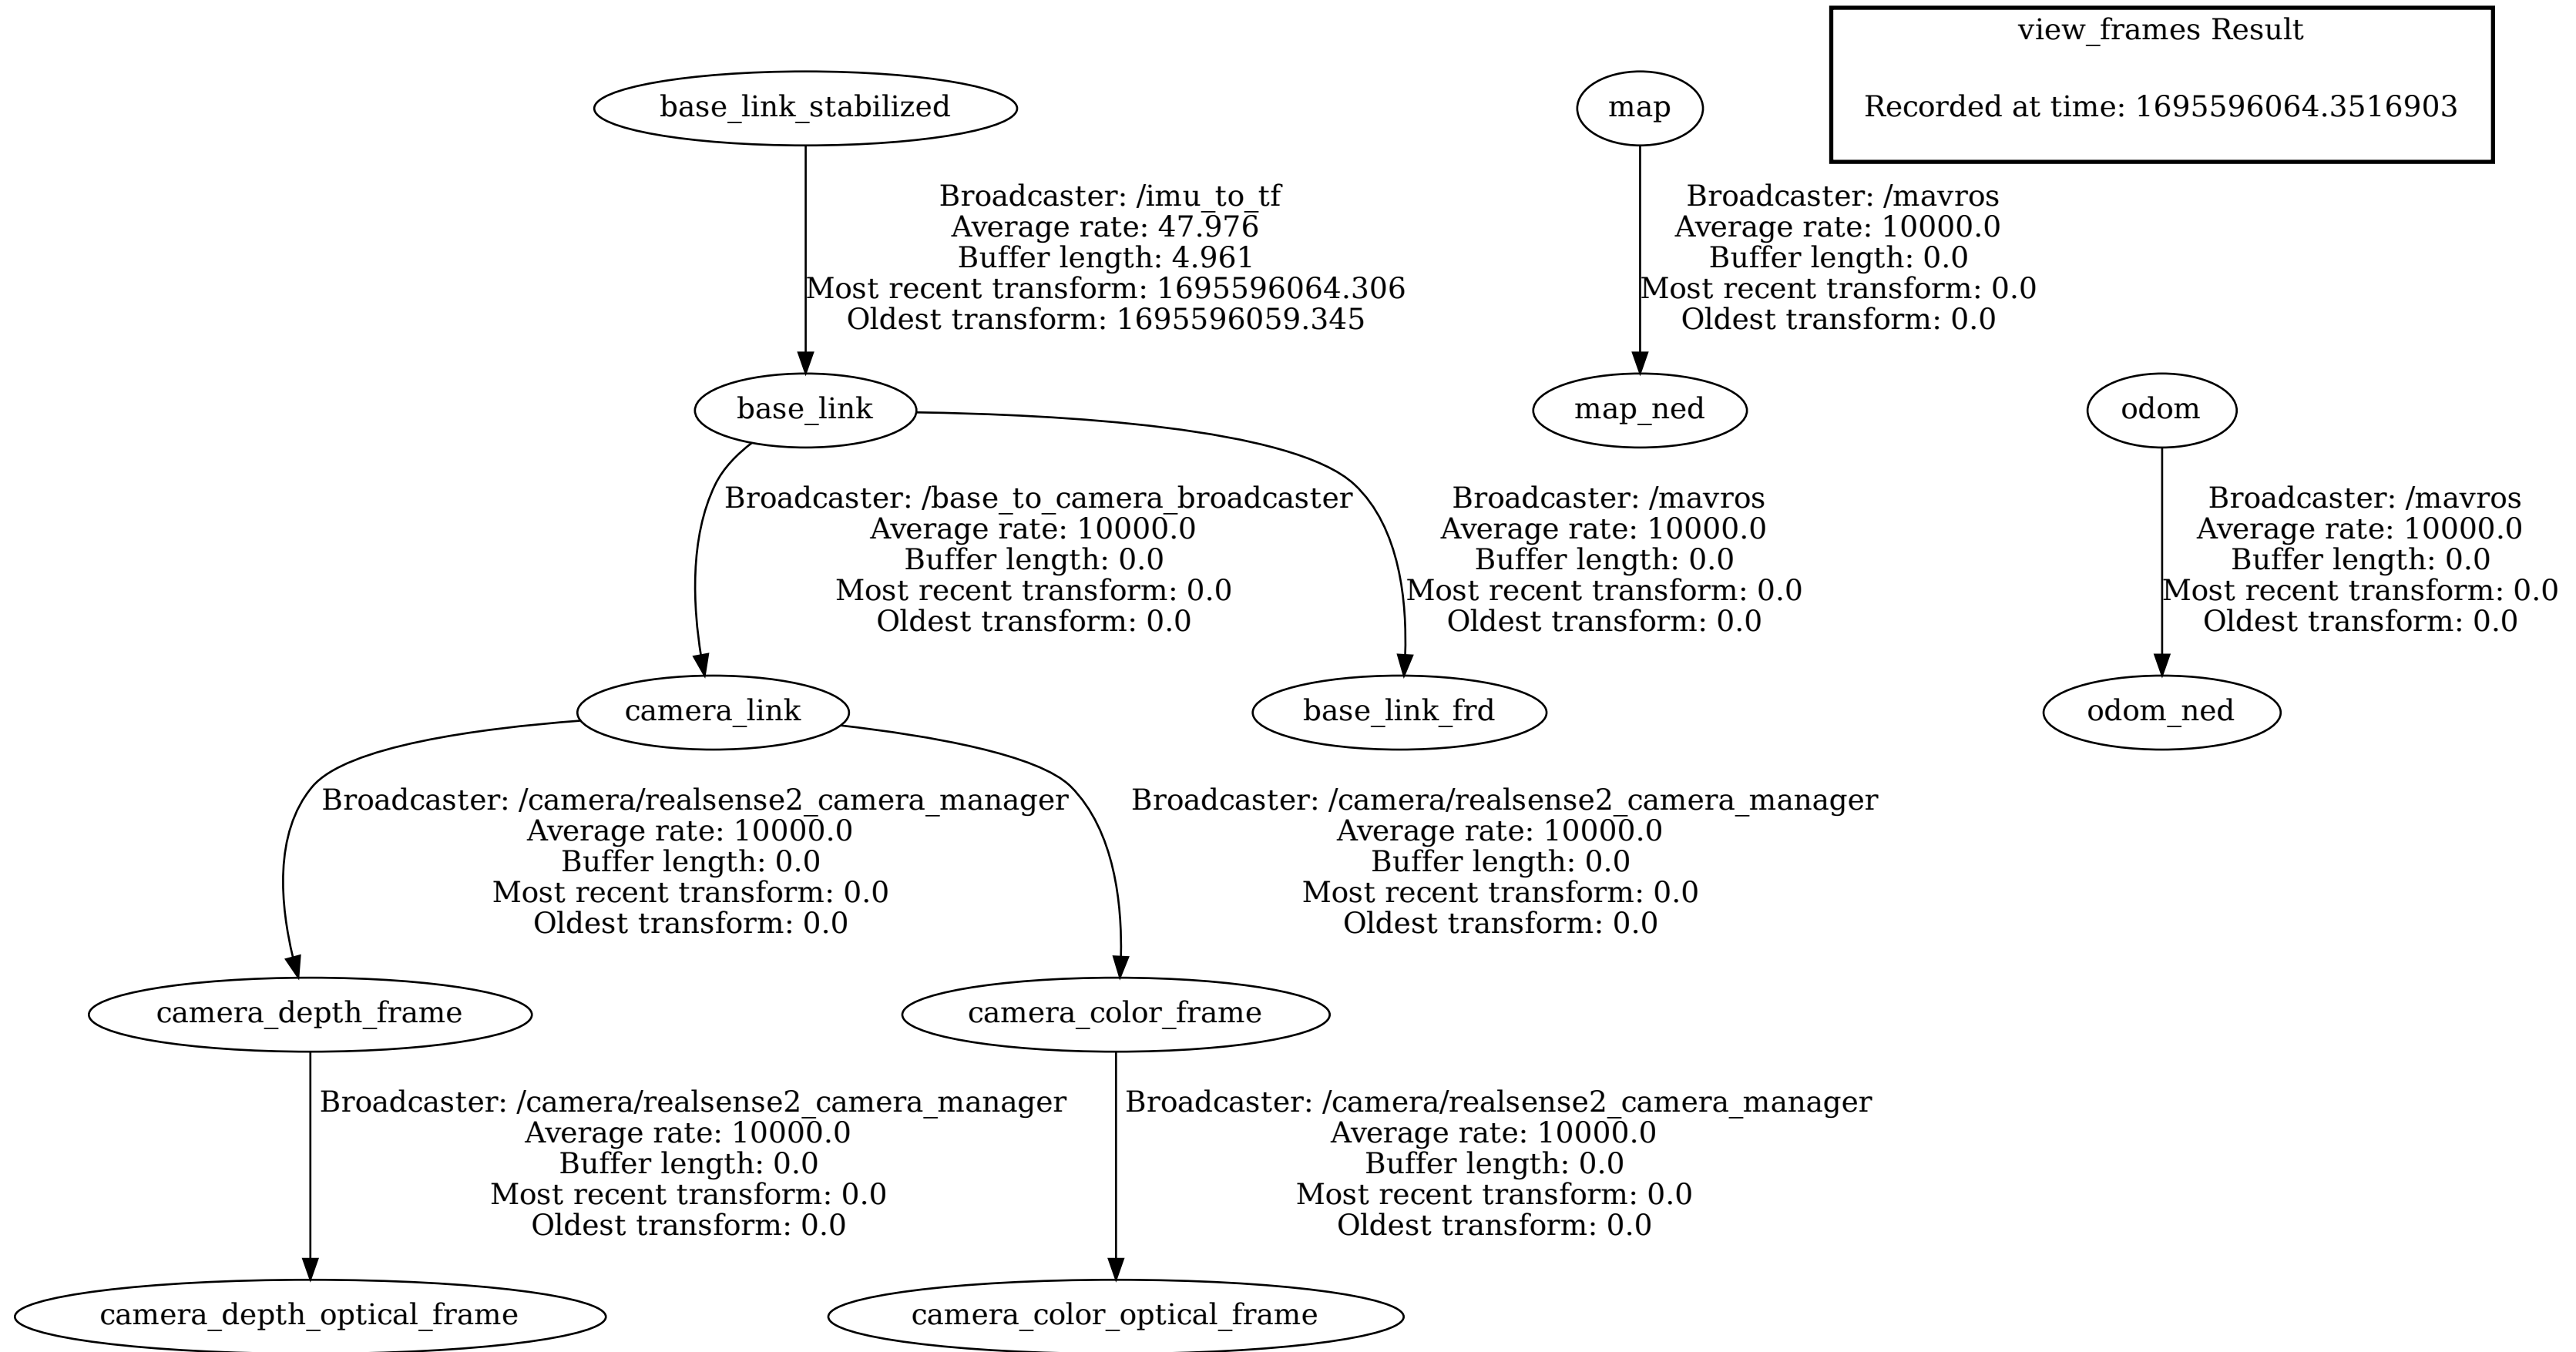 view_frames Result
Recorded at time: 1695596064.3516903
base_link_stabilized
map
Broadcaster: /imu_to_tf
Average rate: 47.976
Buffer length: 4.961
Most recent transform: 1695596064.306
Oldest transform: 1695596059.345
Broadcaster: /mavros
Average rate: 10000.0
Buffer length: 0.0
Most recent transform: 0.0
Oldest transform: 0.0
base_link
map_ned
odom
Broadcaster: /base_to_camera_broadcaster
Average rate: 10000.0
Buffer length: 0.0
Most recent transform: 0.0
Oldest transform: 0.0
Broadcaster: /mavros
Average rate: 10000.0
Buffer length: 0.0
Most recent transform: 0.0
Oldest transform: 0.0
Broadcaster: /mavros
Average rate: 10000.0
Buffer length: 0.0
Most recent transform: 0.0
Oldest transform: 0.0
camera_link
base_link_frd
odom_ned
Broadcaster: /camera/realsense2_camera_manager
Average rate: 10000.0
Buffer length: 0.0
Most recent transform: 0.0
Oldest transform: 0.0
Broadcaster: /camera/realsense2_camera_manager
Average rate: 10000.0
Buffer length: 0.0
Most recent transform: 0.0
Oldest transform: 0.0
camera_depth_frame
camera_color_frame
Broadcaster: /camera/realsense2_camera_manager
Average rate: 10000.0
Buffer length: 0.0
Most recent transform: 0.0
Oldest transform: 0.0
Broadcaster: /camera/realsense2_camera_manager
Average rate: 10000.0
Buffer length: 0.0
Most recent transform: 0.0
Oldest transform: 0.0
camera_depth_optical_frame
camera_color_optical_frame